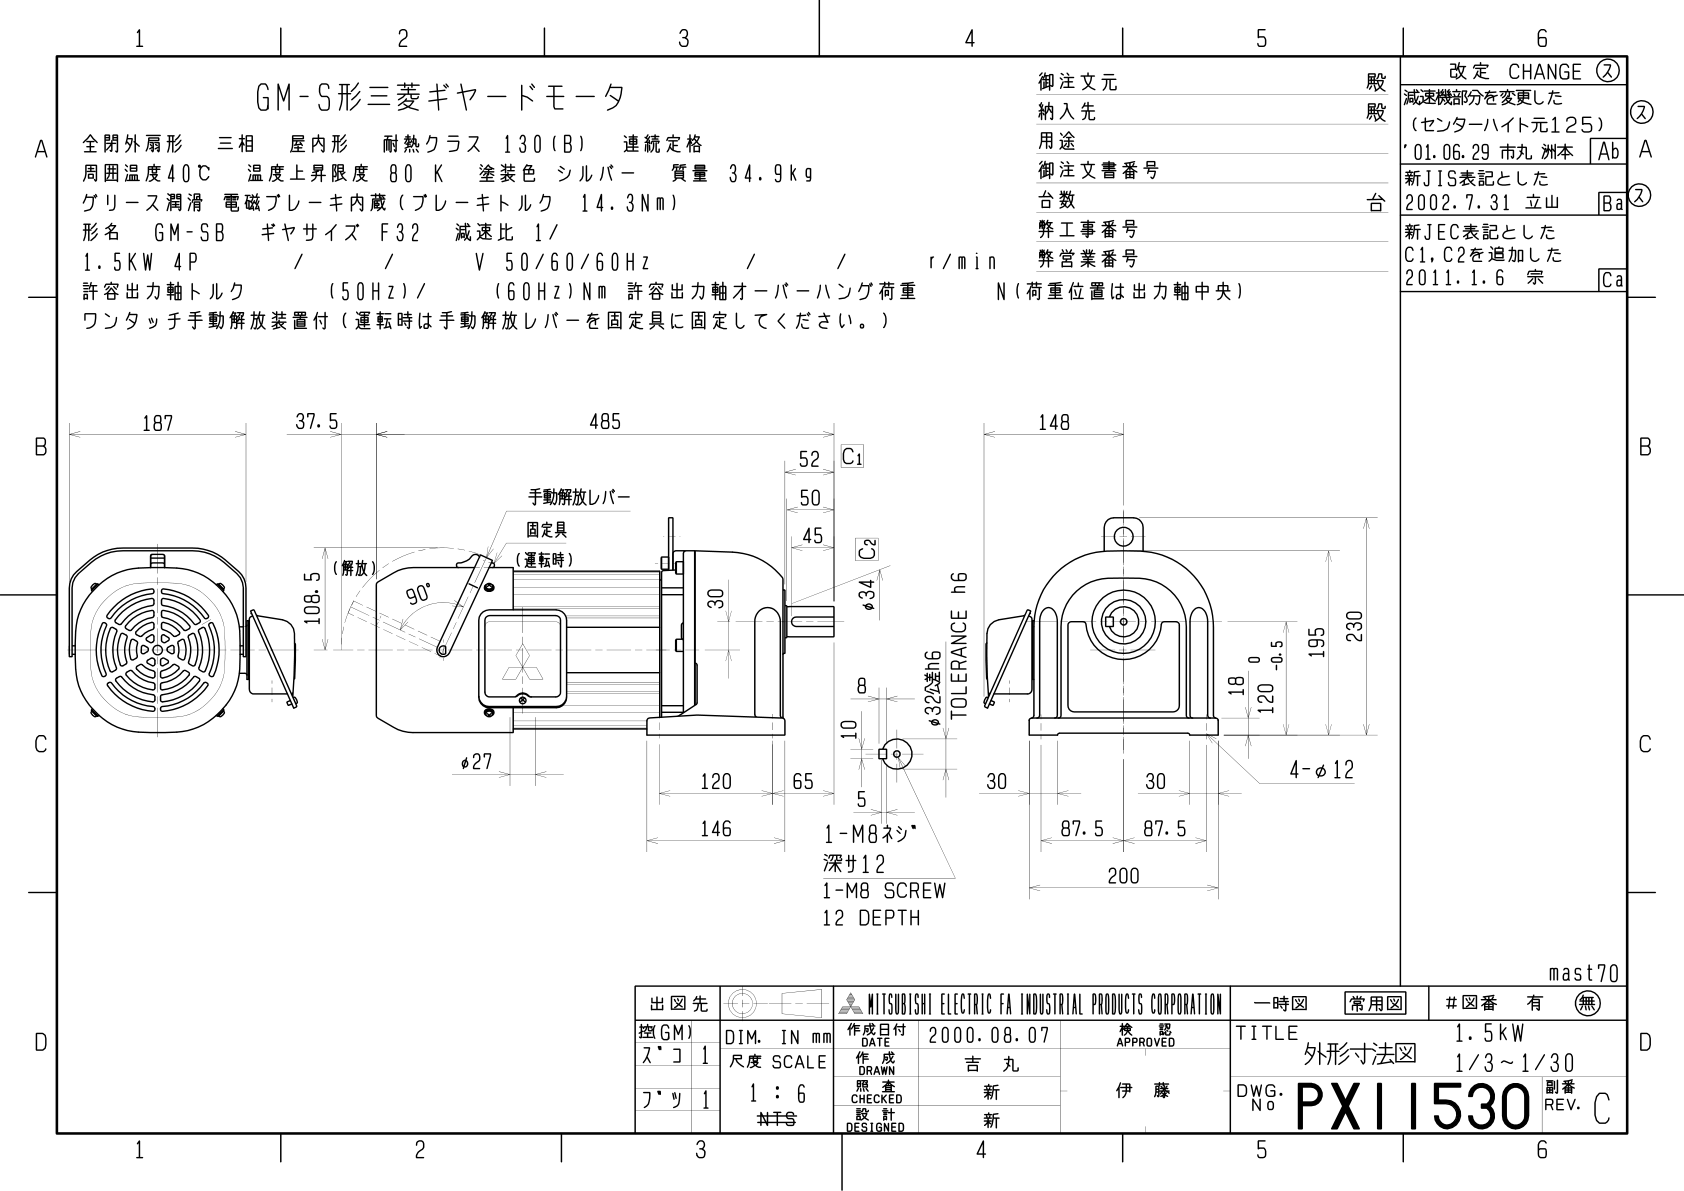 1 2 3 4 5 6
GM-S形三菱ギヤードモータ
全閉外扇形 三相 屋内形 耐熱クラス 130(B) 連続定格
周囲温度40℃ 温度上昇限度 80 K 塗装色 シルバー 質量 34.9kg
グリース潤滑 電磁ブレーキ内蔵(ブレーキトルク 14.3Nm)
形名 GM-SB ギヤサイズ F32 減速比 1/
1.5KW 4P / / V 50/60/60Hz / / r/min
許容出力軸トルク (50Hz)/ (60Hz)Nm 許容出力軸オーバーハング荷重 N(荷重位置は出力軸中央)
ワンタッチ手動解放装置付(運転時は手動解放レバーを固定具に固定してください。)
御注文元 殿
納入先 殿
用途
御注文書番号
台数 台
弊工事番号
弊営業番号
改定 CHANGE ス
減速機部分を変更した
(センターハイト元125)
'01.06.29 市丸 洲本 Ab
ス
新JIS表記とした
2002.7.31 立山 Ba
ス
新JEC表記とした
C1,C2を追加した
2011.1.6 宗 Ca
A A
B B
C C
D D
187
37.5
485
52 C1
50
45
C2
φ34
手動解放レバー
固定具
(運転時)
(解放)
90°
108.5
30
φ27
120
65
146
8
10
5
φ32公差h6
TOLERANCE h6
1-M8ネジ
深サ12
1-M8 SCREW
12 DEPTH
148
230
195
18
120 0 -0.5
4-φ12
30
30
87.5
87.5
200
mast70
出図先
控(GM)
ズコ 1
ブツ 1
DIM. IN mm
尺度 SCALE
1 : 6
NTS
MITSUBISHI ELECTRIC FA INDUSTRIAL PRODUCTS CORPORATION
作成日付 DATE 2000.08.07
作成 DRAWN 吉丸
照査 CHECKED 新
設計 DESIGNED 新
検認 APPROVED
伊藤
一時図 常用図 #図番 有 無
TITLE 1.5kW
外形寸法図 1/3~1/30
DWG. No PX11530
副番 REV. C
1 2 3 4 5 6